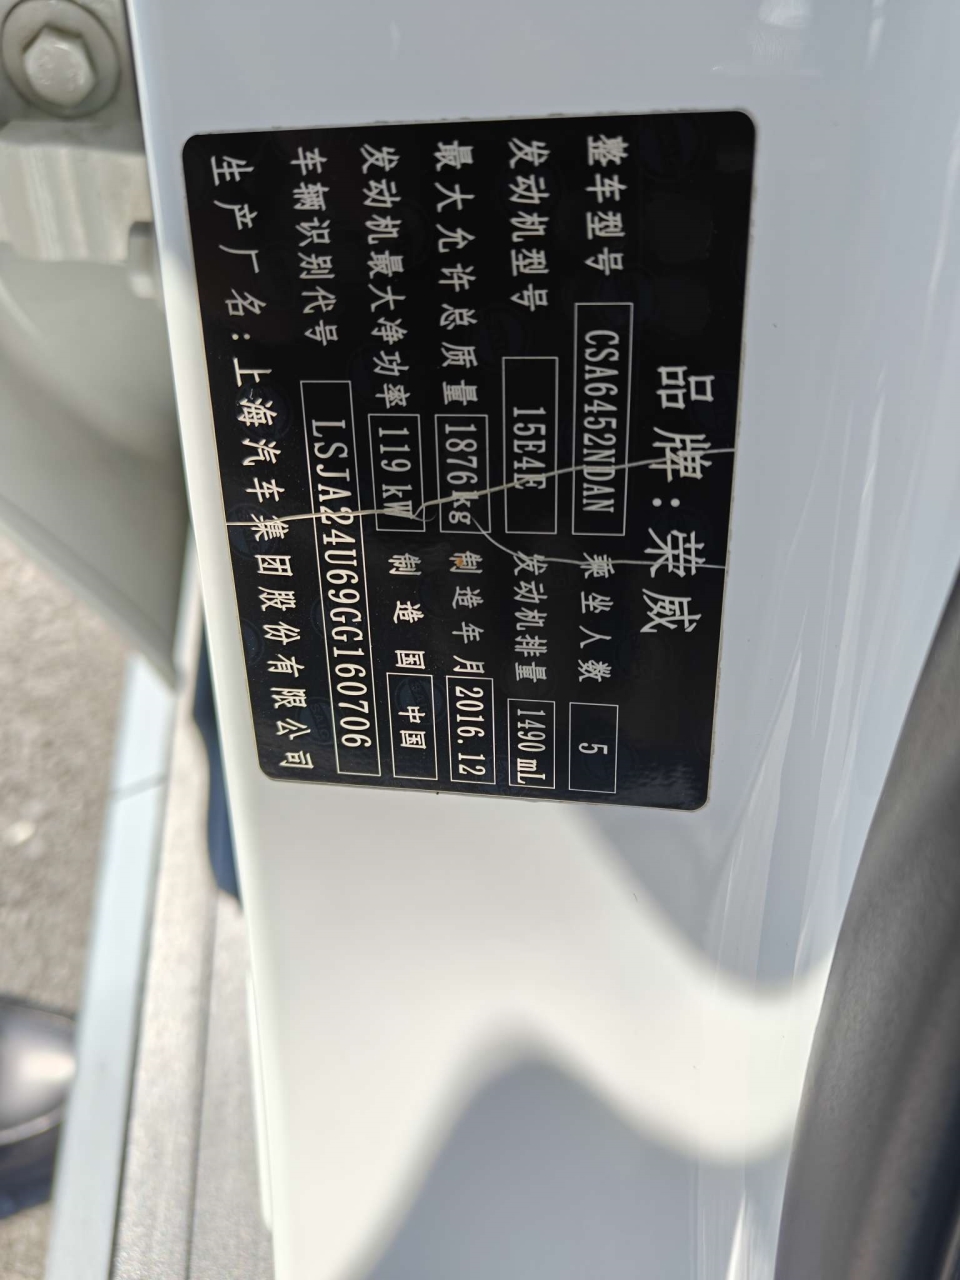 品牌:荣威
整车型号 CSA6452NDAN 乘坐人数 5
发动机型号 15E4E 发动机排量 1490 mL
最大允许总质量 1876kg 制造年月 2016.12
发动机最大净功率 119 kW 制造国 中国
车辆识别代号 LSJA24U69GG160706
生产厂名:上海汽车集团股份有限公司